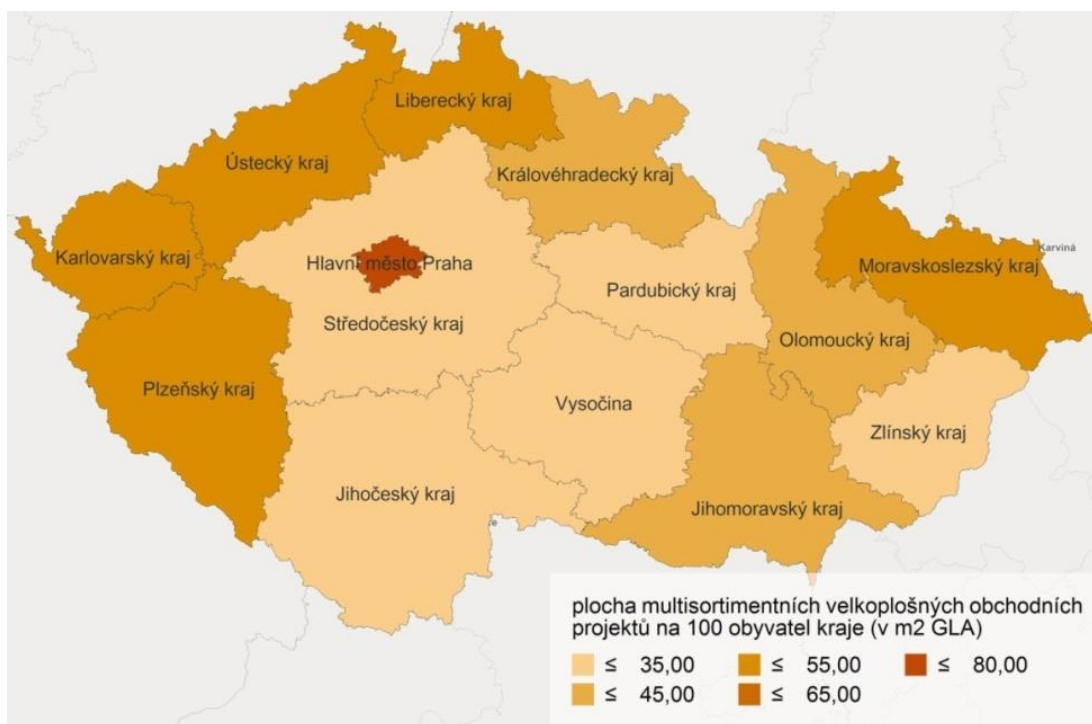 Liberecký kraj
Ústecký kraj
Královéhradecký kraj
Karlovarský kraj
Hlavní město Praha
Karviná
Moravskoslezský kraj
Pardubický kraj
Středočeský kraj
Olomoucký kraj
Plzeňský kraj
Vysočina
Zlínský kraj
Jihočeský kraj
Jihomoravský kraj
plocha multisortimentních velkoplošných obchodních
projektů na 100 obyvatel kraje (v m2 GLA)
≤ 35,00 ≤ 55,00 ≤ 80,00
≤ 45,00 ≤ 65,00